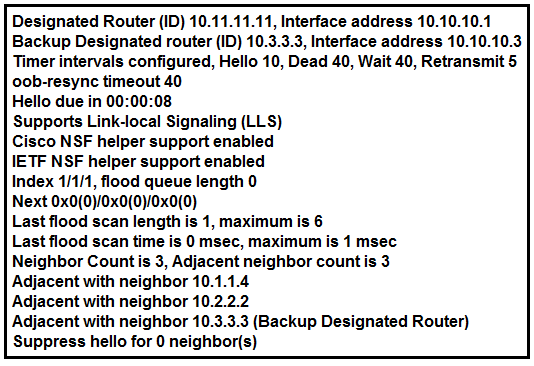 Designated Router (ID) 10.11.11.11, Interface address 10.10.10.1
Backup Designated router (ID) 10.3.3.3, Interface address 10.10.10.3
Timer intervals configured, Hello 10, Dead 40, Wait 40, Retransmit 5
oob-resync timeout 40
Hello due in 00:00:08
Supports Link-local Signaling (LLS)
Cisco NSF helper support enabled
IETF NSF helper support enabled
Index 1/1/1, flood queue length 0
Next 0x0(0)/0x0(0)/0x0(0)
Last flood scan length is 1, maximum is 6
Last flood scan time is 0 msec, maximum is 1 msec
Neighbor Count is 3, Adjacent neighbor count is 3
Adjacent with neighbor 10.1.1.4
Adjacent with neighbor 10.2.2.2
Adjacent with neighbor 10.3.3.3 (Backup Designated Router)
Suppress hello for 0 neighbor(s)